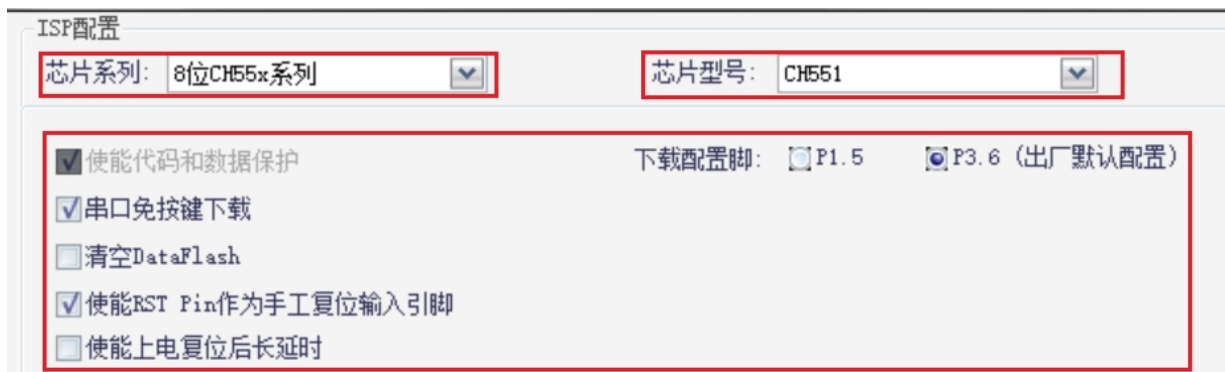 ISP配置
芯片系列: 8位CH55x系列 芯片型号: CH551
使能代码和数据保护 下载配置脚: P1.5 P3.6 (出厂默认配置)
串口免按键下载
清空DataFlash
使能RST Pin作为手工复位输入引脚
使能上电复位后长延时